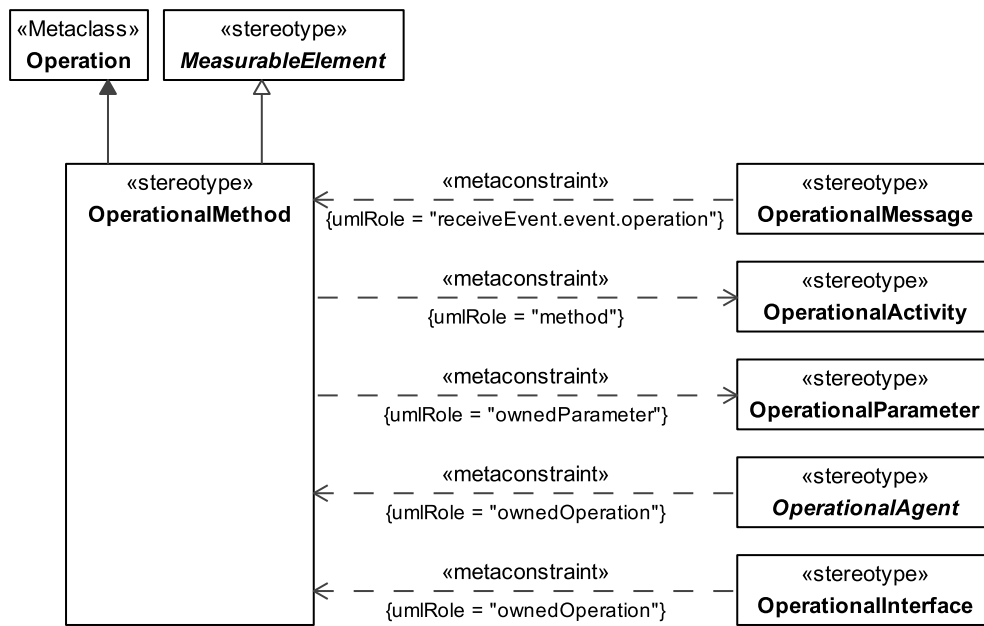 «Metaclass»
Operation
«stereotype»
MeasurableElement
«stereotype»
OperationalMethod
«metaconstraint»
{umlRole = "receiveEvent.event.operation"}
«stereotype»
OperationalMessage
«metaconstraint»
{umlRole = "method"}
«stereotype»
OperationalActivity
«metaconstraint»
{umlRole = "ownedParameter"}
«stereotype»
OperationalParameter
«metaconstraint»
{umlRole = "ownedOperation"}
«stereotype»
OperationalAgent
«metaconstraint»
{umlRole = "ownedOperation"}
«stereotype»
OperationalInterface